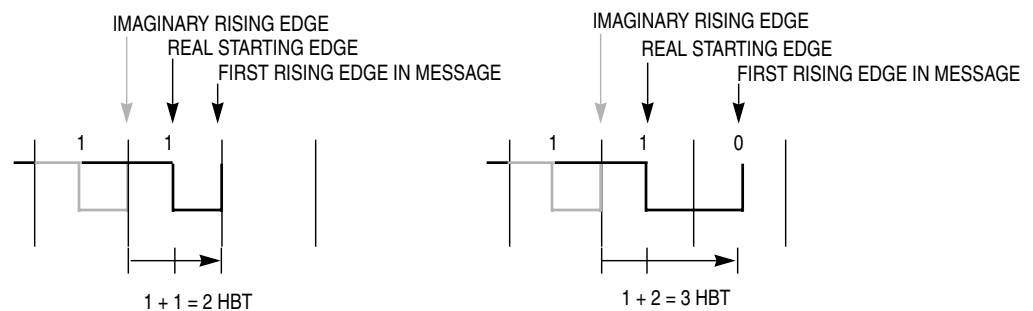 IMAGINARY RISING EDGE
REAL STARTING EDGE
FIRST RISING EDGE IN MESSAGE
1 1
1 + 1 = 2 HBT
IMAGINARY RISING EDGE
REAL STARTING EDGE
FIRST RISING EDGE IN MESSAGE
1 1 0
1 + 2 = 3 HBT